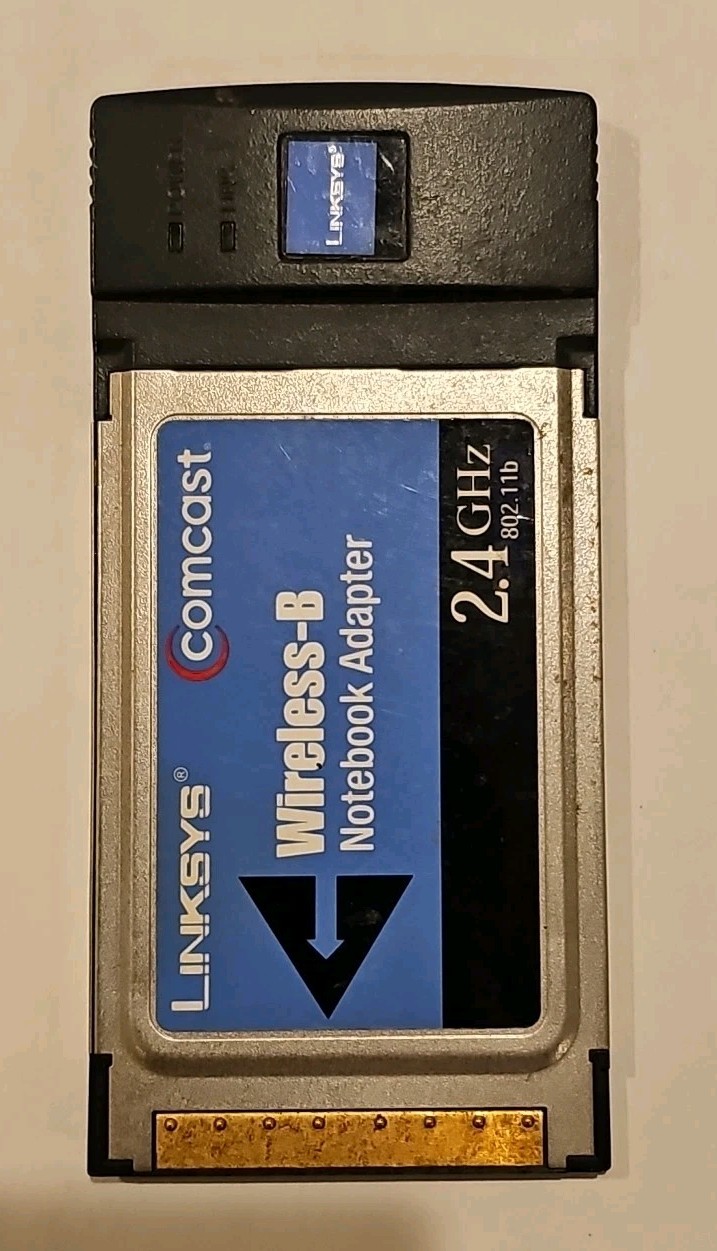 LINKSYS®
LINKSYS® comcast.
Wireless-B
Notebook Adapter
2.4 GHz
802.11b